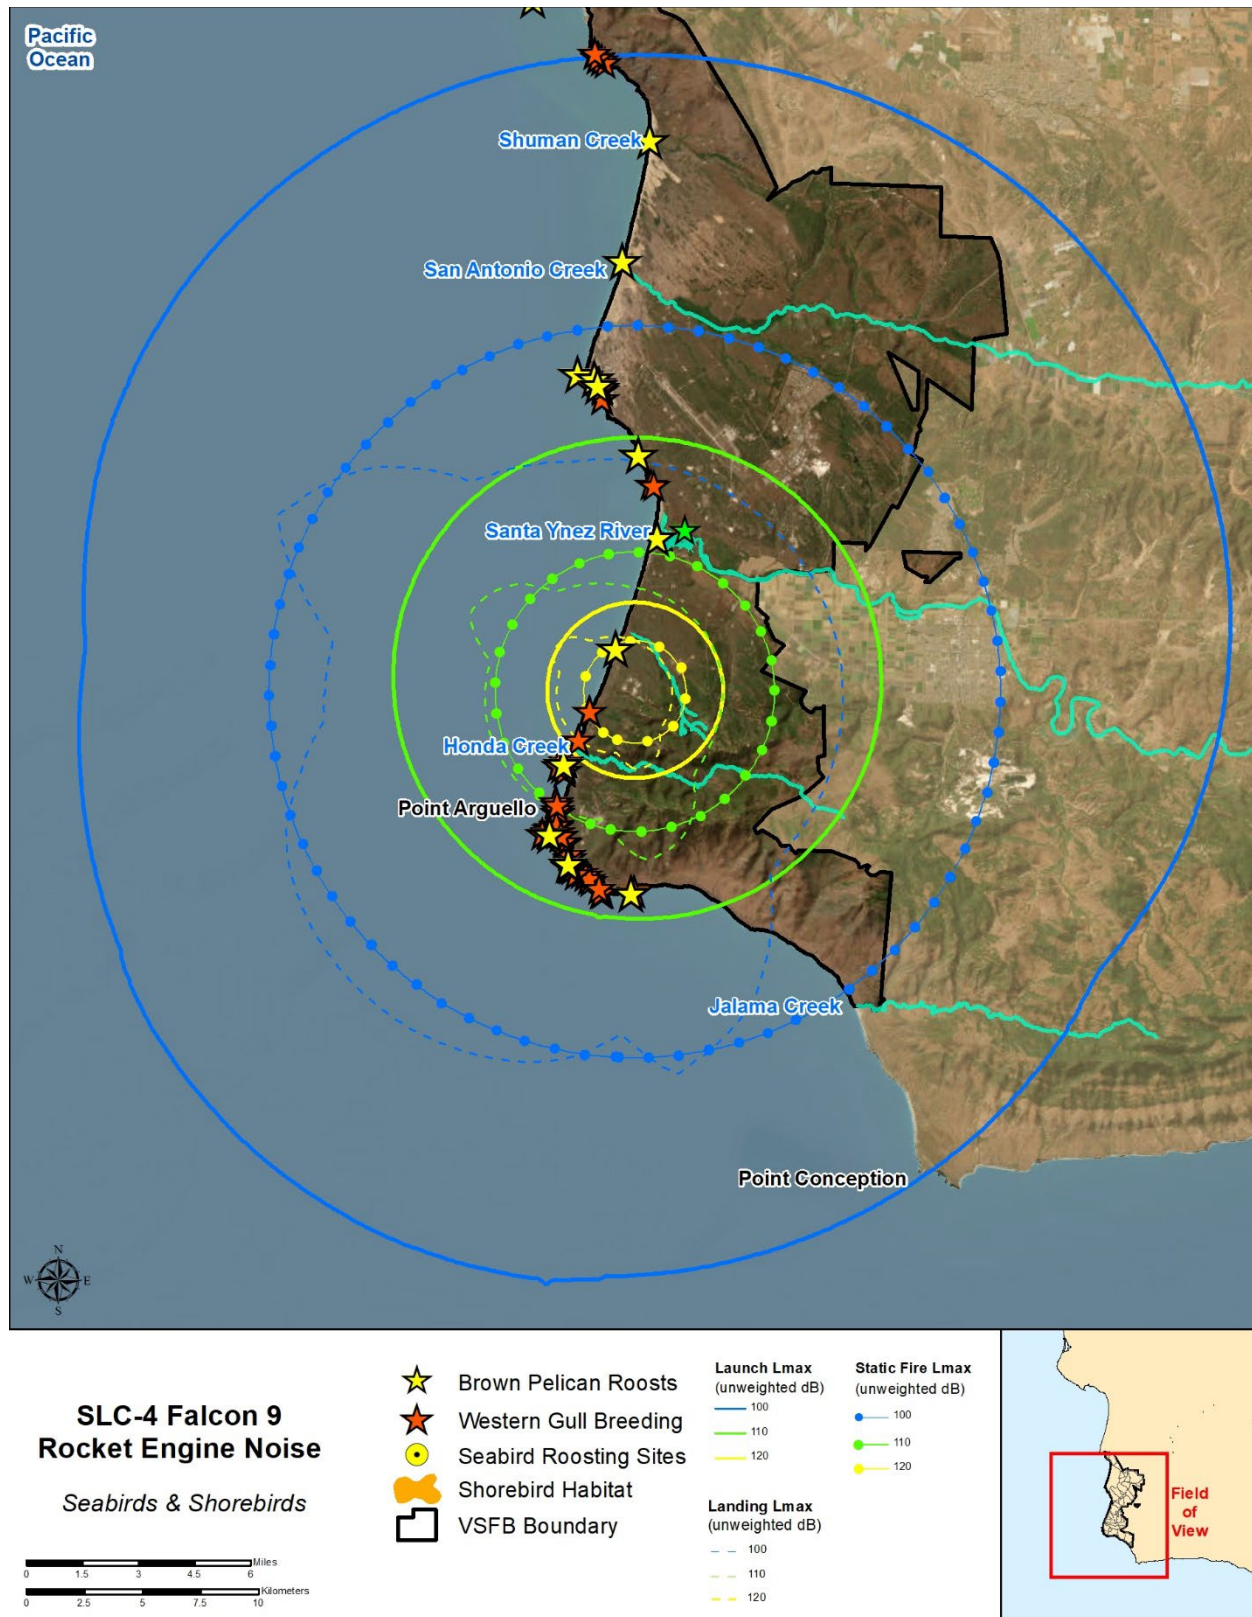 Pacific
Ocean
Shuman Creek
San Antonio Creek
Santa Ynez River
Honda Creek
Point Arguello
Jalama Creek
Point Conception
N
W E
S
SLC-4 Falcon 9
Rocket Engine Noise
Seabirds & Shorebirds
Miles
0 1.5 3 4.5 6
Kilometers
0 2.5 5 7.5 10
Brown Pelican Roosts
Western Gull Breeding
Seabird Roosting Sites
Shorebird Habitat
VSFB Boundary
Launch Lmax
(unweighted dB)
100
110
120
Static Fire Lmax
(unweighted dB)
100
110
120
Landing Lmax
(unweighted dB)
100
110
120
Field
of
View